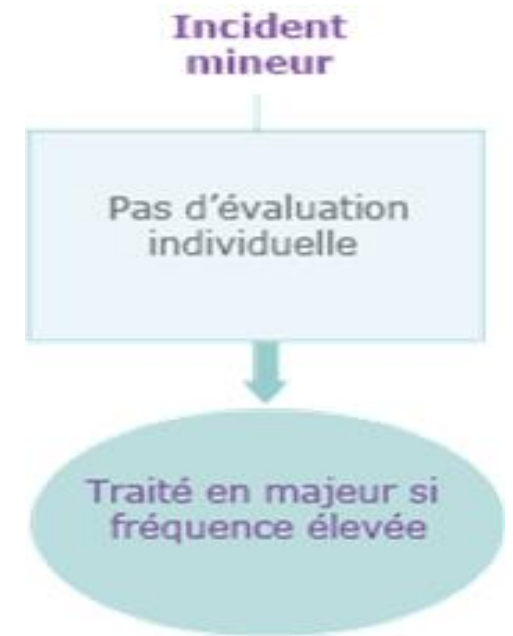 Incident
mineur
Pas d'évaluation
individuelle
Traité en majeur si
fréquence élevée